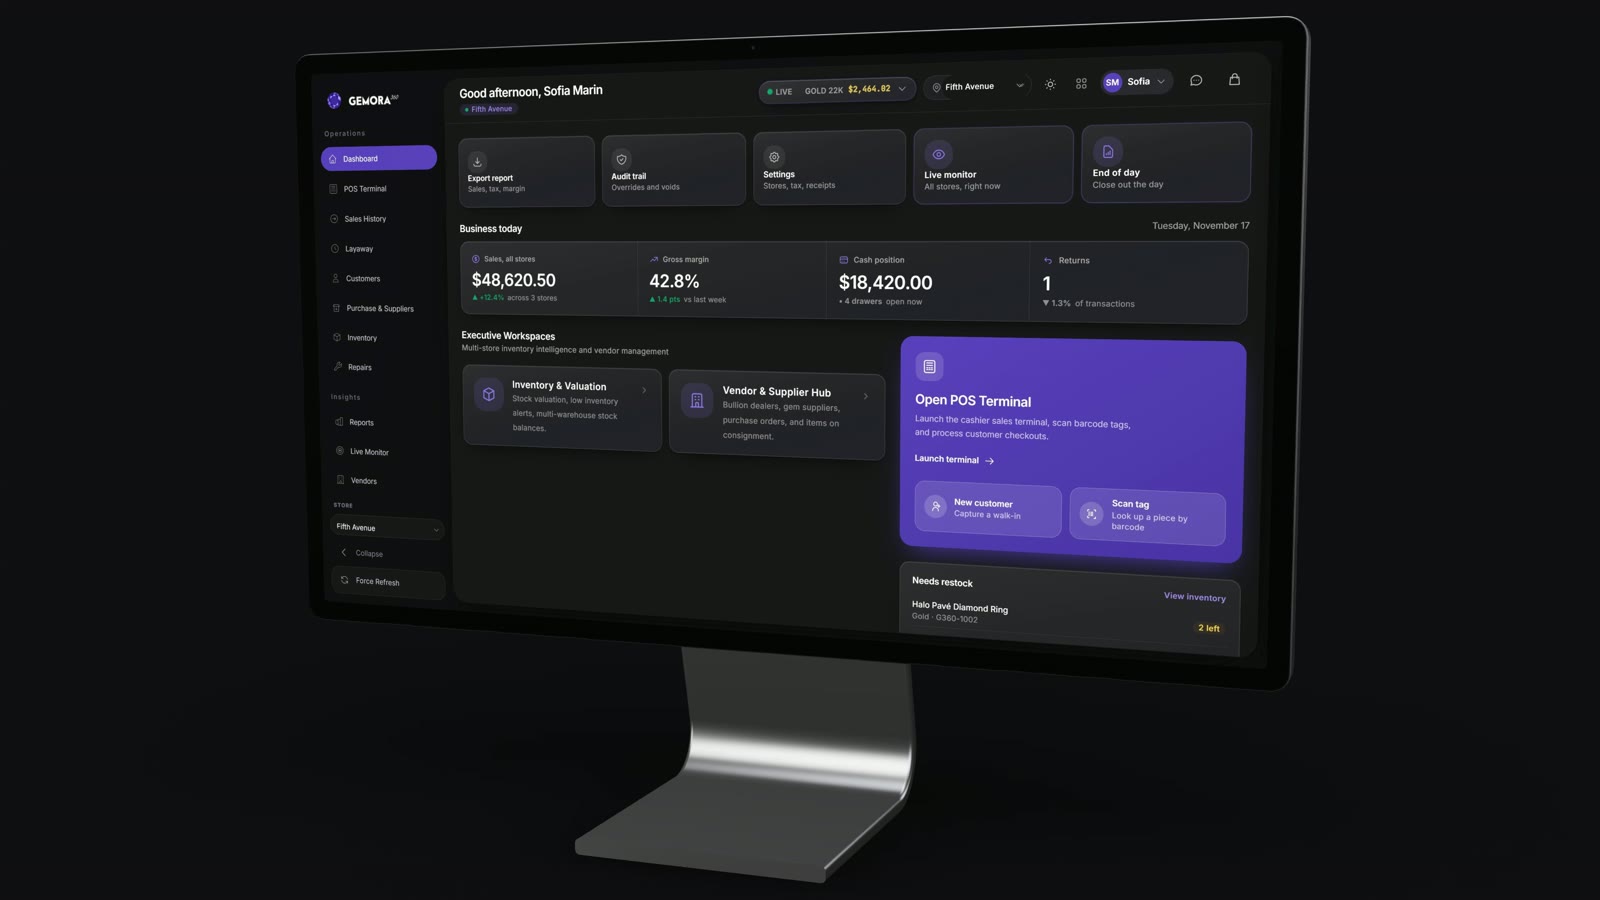 GEMORA 360
Operations
Dashboard
POS Terminal
Sales History
Layaway
Customers
Purchase & Suppliers
Inventory
Repairs
Insights
Reports
Live Monitor
Vendors
STORE
Fifth Avenue
Collapse
Force Refresh
Good afternoon, Sofia Marin
Fifth Avenue
LIVE GOLD 22K $2,464.82
Fifth Avenue
SM Sofia
Export report
Sales, tax, margin
Audit trail
Overrides and voids
Settings
Stores, tax, receipts
Live monitor
All stores, right now
End of day
Close out the day
Business today
Tuesday, November 17
Sales, all stores
$48,620.50
▲ +12.4% across 3 stores
Gross margin
42.8%
▲ 1.4 pts vs last week
Cash position
$18,420.00
• 4 drawers open now
Returns
1
▼ 1.3% of transactions
Executive Workspaces
Multi-store inventory intelligence and vendor management
Inventory & Valuation
Stock valuation, low inventory
alerts, multi-warehouse stock
balances.
Vendor & Supplier Hub
Bullion dealers, gem suppliers,
purchase orders, and items on
consignment.
Open POS Terminal
Launch the cashier sales terminal, scan barcode tags,
and process customer checkouts.
Launch terminal →
New customer
Capture a walk-in
Scan tag
Look up a piece by
barcode
Needs restock
View inventory
Halo Pavé Diamond Ring
Gold · G360-1002
2 left